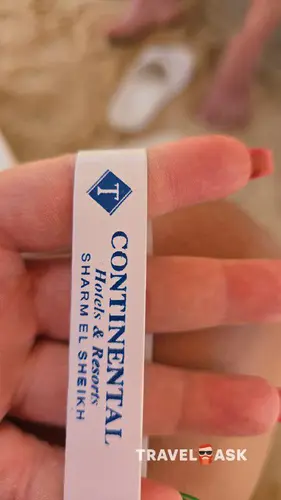 T
CONTINENTAL
Hotels & Resorts
SHARM EL SHEIKH
TRAVEL ASK